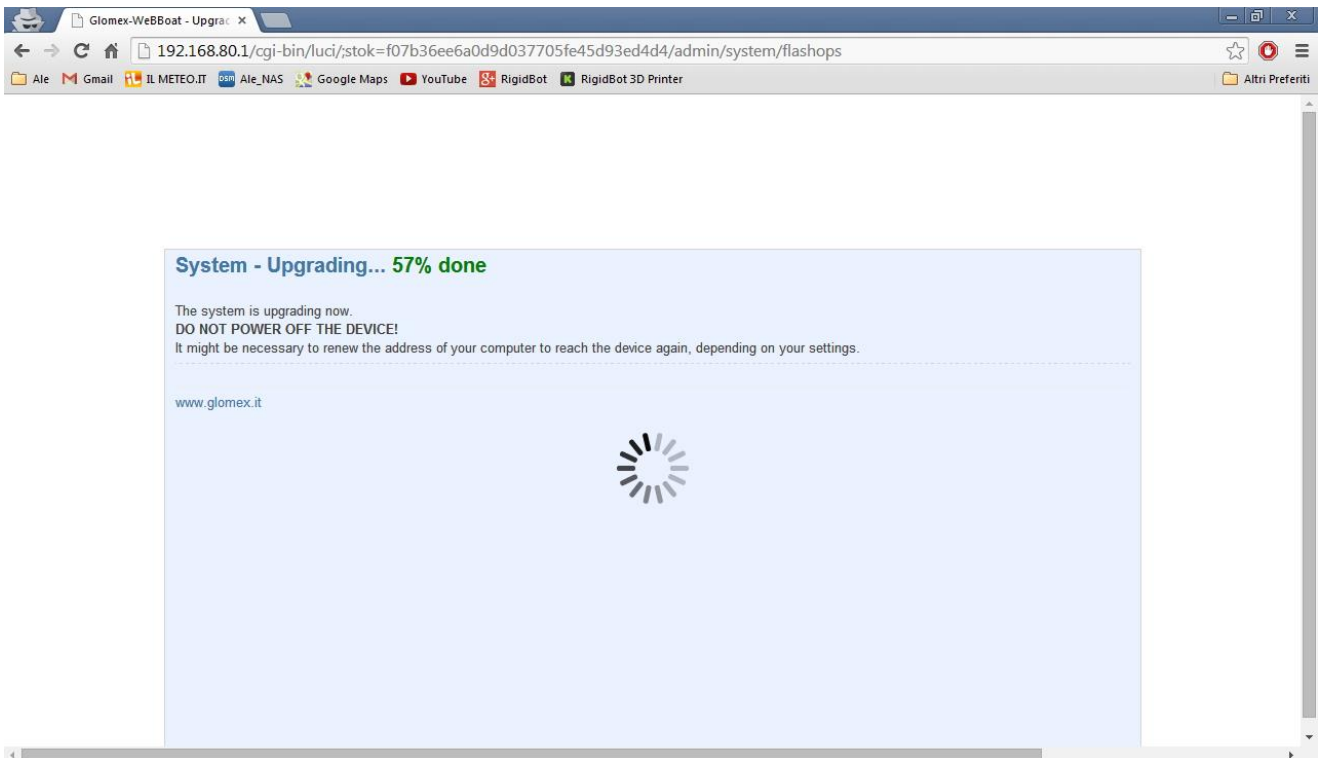 Glomex-WeBBoat - Upgrac
192.168.80.1/cgi-bin/luci/;stok=f07b36ee6a0d9d037705fe45d93ed4d4/admin/system/flashops
Ale Gmail IL METEO.IT DSM Ale_NAS Google Maps YouTube RigidBot K RigidBot 3D Printer Altri Preferiti
System - Upgrading... 57% done
The system is upgrading now.
DO NOT POWER OFF THE DEVICE!
It might be necessary to renew the address of your computer to reach the device again, depending on your settings.
www.glomex.it